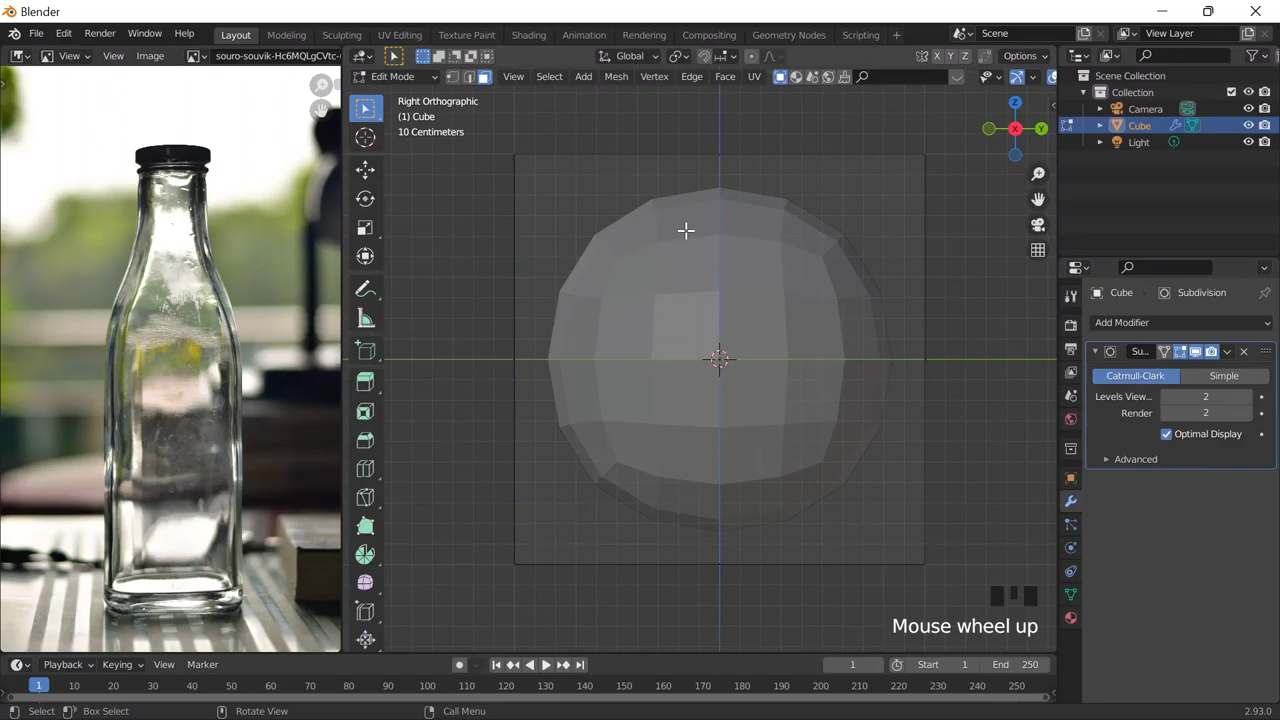 Blender
File Edit Render Window Help
Layout Modeling Sculpting UV Editing Texture Paint Shading Animation Rendering Compositing Geometry Nodes Scripting +
Scene
View Layer
View View Image souro-souvik-Hc6MQLgCVtc-
Global X Y Z Options
Edit Mode View Select Add Mesh Vertex Edge Face UV
Right Orthographic
(1) Cube
10 Centimeters
Z
X Y
Scene Collection
Collection
Camera
Cube
Light
Cube Subdivision
Add Modifier
Su...
Catmull-Clark Simple
Levels View... 2
Render 2
Optimal Display
Advanced
Mouse wheel up
Playback Keying View Marker 1 Start 1 End 250
1 10 20 30 40 50 60 70 80 90 100 110 120 130 140 150 160 170 180 190 200 210 220 230 240 250
Select Box Select Rotate View Call Menu 2.93.0